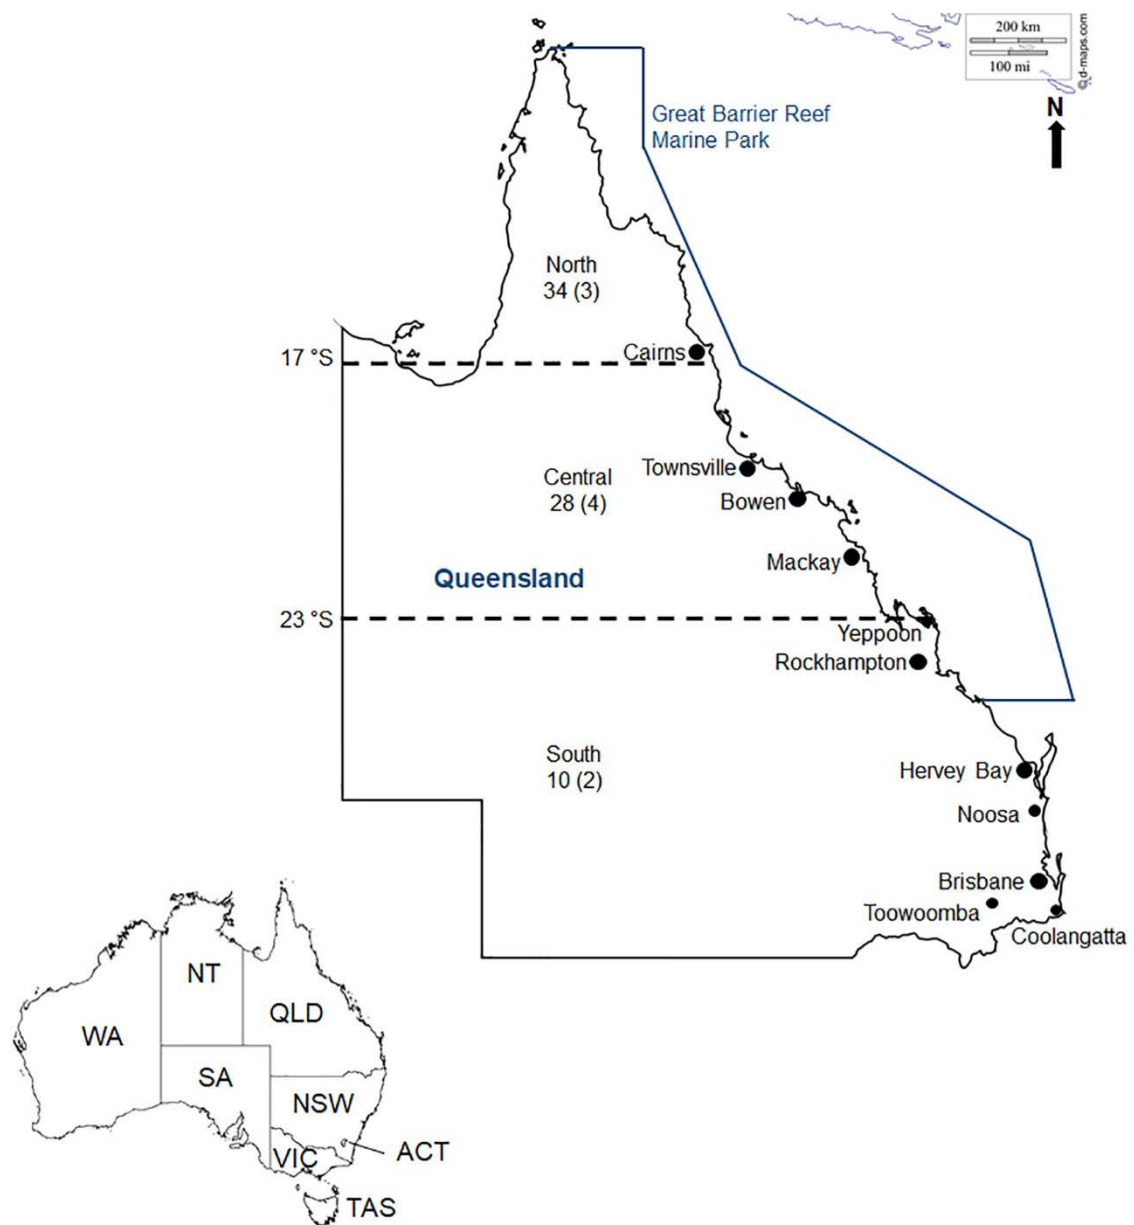 200 km
100 mi
© d-maps.com
N
Great Barrier Reef
Marine Park
North
34 (3)
17 °S
Cairns
Townsville
Central
28 (4)
Bowen
Mackay
Queensland
23 °S
Yeppoon
Rockhampton
South
10 (2)
Hervey Bay
Noosa
Brisbane
Toowoomba
Coolangatta
NT
QLD
WA
SA
NSW
ACT
VIC
TAS